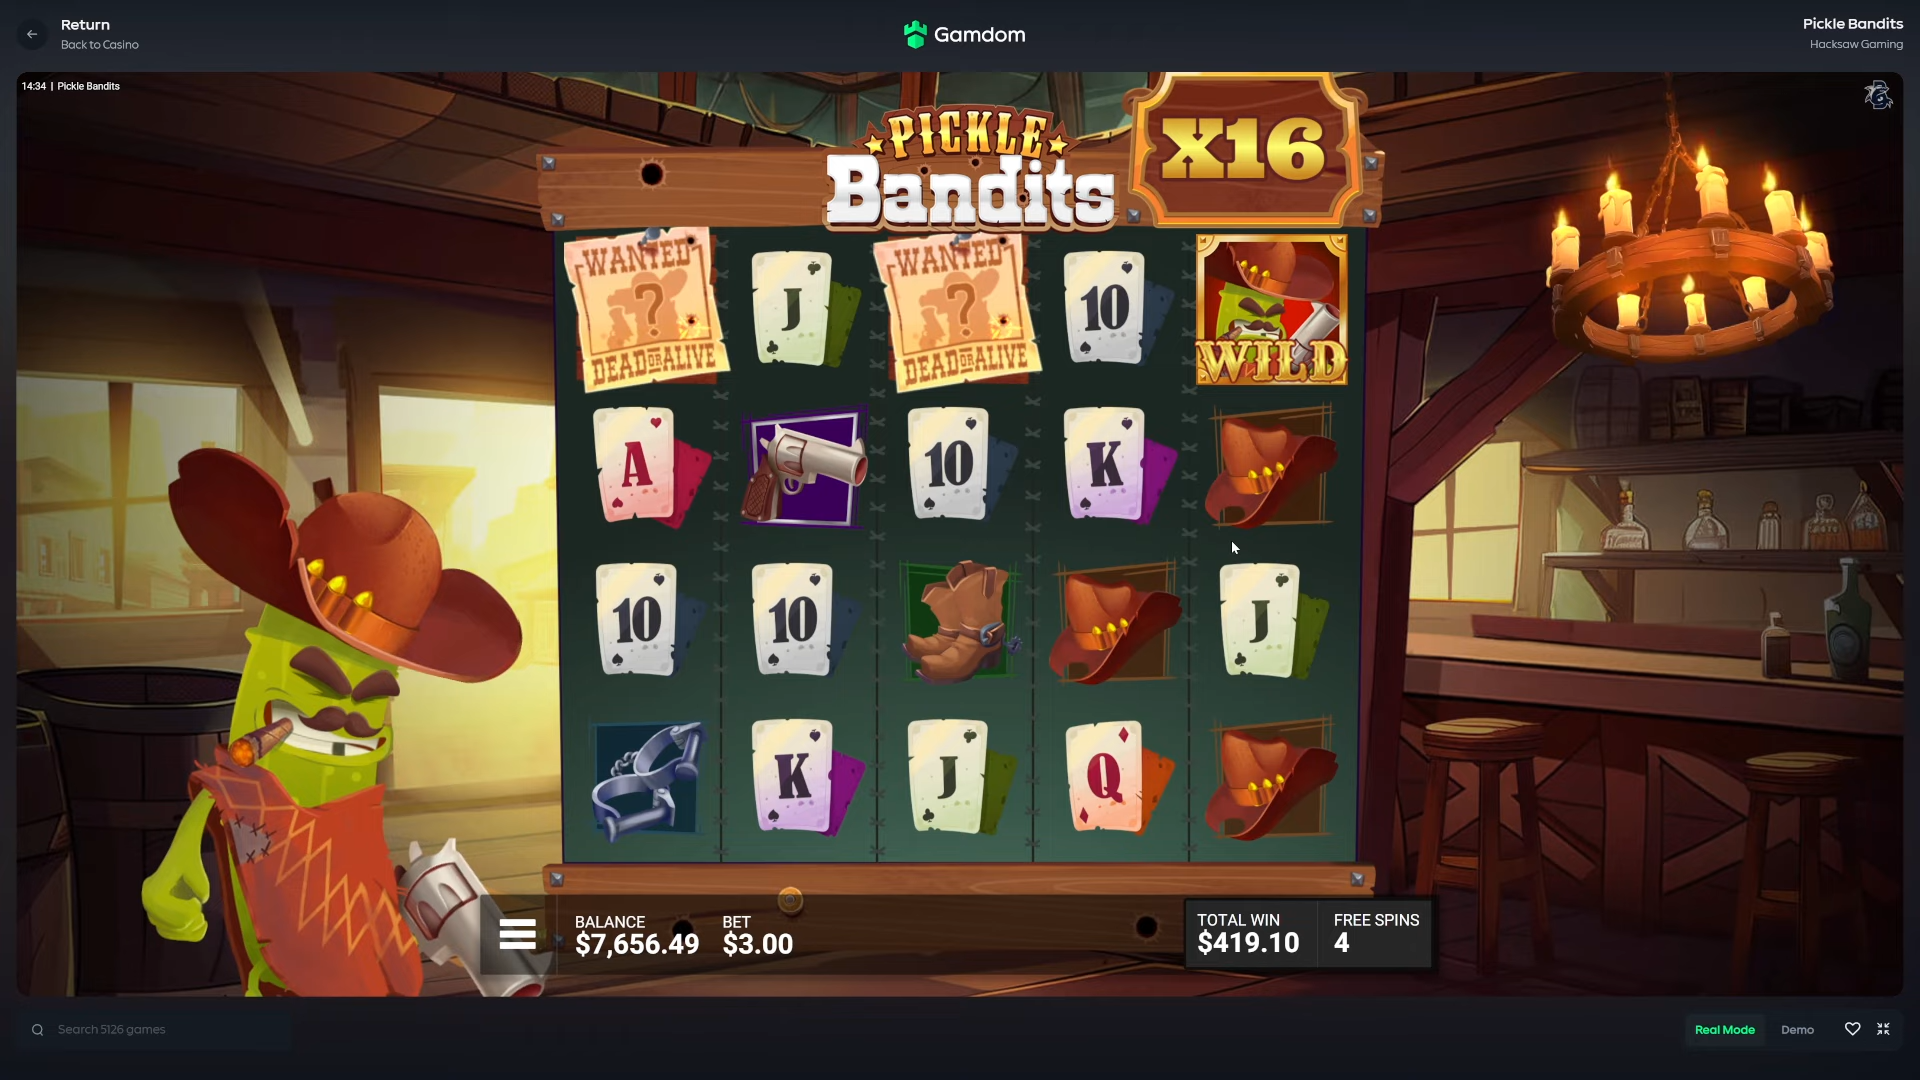 Return
Back to Casino
Gamdom
Pickle Bandits
Hacksaw Gaming
14:34 | Pickle Bandits
PICKLE
Bandits
X16
WANTED
?
DEAD OR ALIVE
J
WANTED
?
DEAD OR ALIVE
10
WILD
A
10
K
10
10
J
K
J
Q
BALANCE
$7,656.49
BET
$3.00
TOTAL WIN
$419.10
FREE SPINS
4
Search 5126 games
Real Mode
Demo